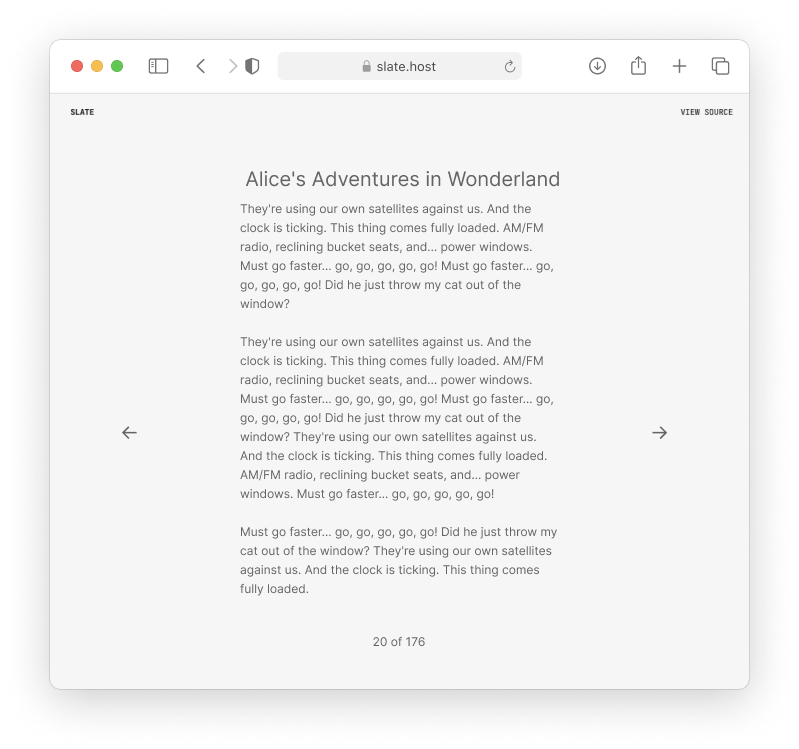 slate.host
SLATE
VIEW SOURCE
Alice's Adventures in Wonderland
They're using our own satellites against us. And the
clock is ticking. This thing comes fully loaded. AM/FM
radio, reclining bucket seats, and... power windows.
Must go faster... go, go, go, go, go! Must go faster... go,
go, go, go, go! Did he just throw my cat out of the
window?
They're using our own satellites against us. And the
clock is ticking. This thing comes fully loaded. AM/FM
radio, reclining bucket seats, and... power windows.
Must go faster... go, go, go, go, go! Must go faster... go,
go, go, go, go! Did he just throw my cat out of the
window? They're using our own satellites against us.
And the clock is ticking. This thing comes fully loaded.
AM/FM radio, reclining bucket seats, and... power
windows. Must go faster... go, go, go, go, go!
Must go faster... go, go, go, go, go! Did he just throw my
cat out of the window? They're using our own satellites
against us. And the clock is ticking. This thing comes
fully loaded.
20 of 176